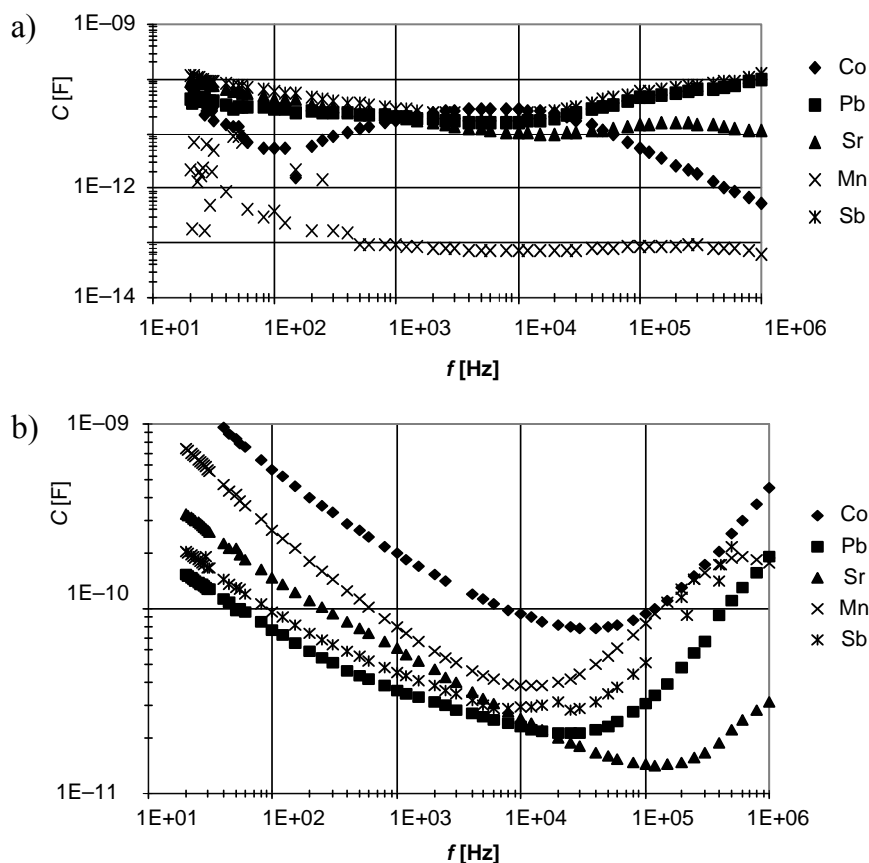 a)
1E–09
1E–12
1E–14
C [F]
1E+01 1E+02 1E+03 1E+04 1E+05 1E+06
f [Hz]
Co
Pb
Sr
Mn
Sb
b)
1E–09
1E–10
1E–11
C [F]
1E+01 1E+02 1E+03 1E+04 1E+05 1E+06
f [Hz]
Co
Pb
Sr
Mn
Sb